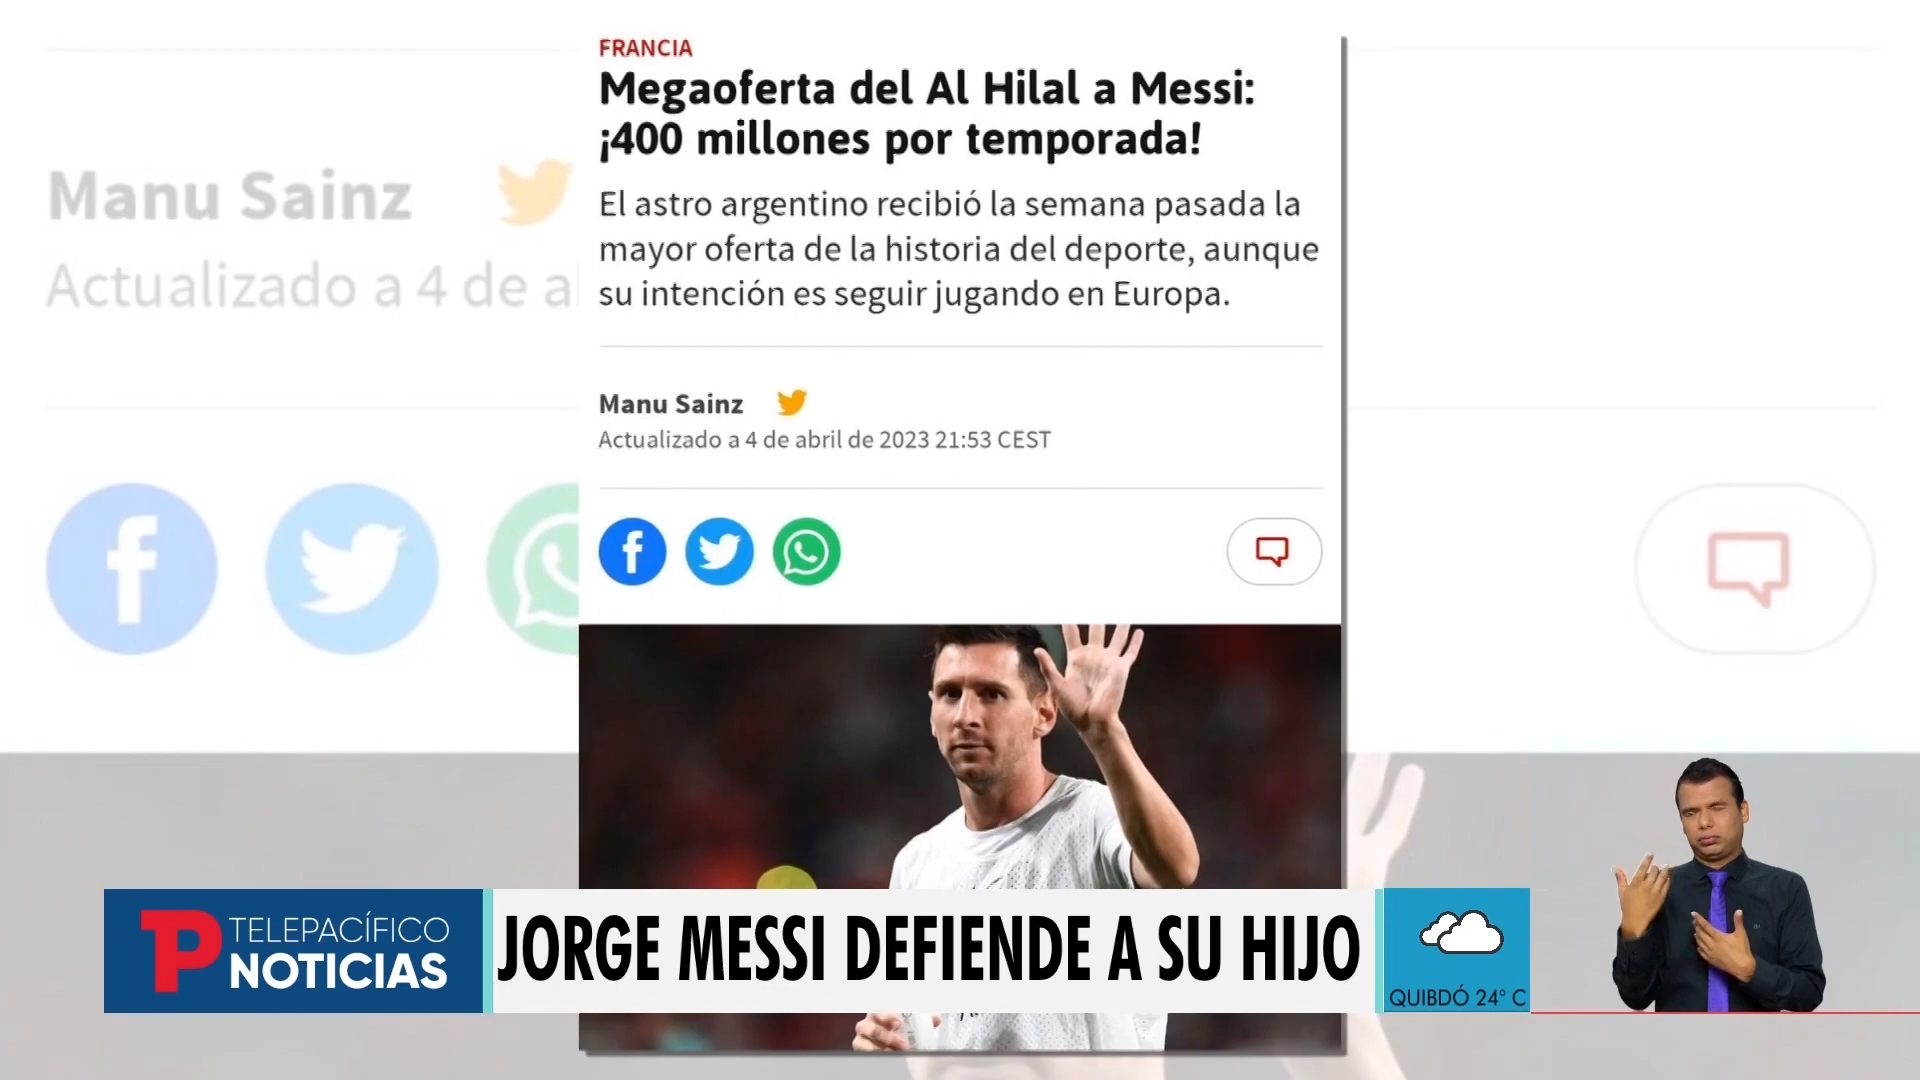 FRANCIA
Megaoferta del Al Hilal a Messi:
¡400 millones por temporada!
El astro argentino recibió la semana pasada la
mayor oferta de la historia del deporte, aunque
su intención es seguir jugando en Europa.
Manu Sainz
Actualizado a 4 de abril de 2023 21:53 CEST
Manu Sainz
Actualizado a 4 de a
TELEPACÍFICO
NOTICIAS
JORGE MESSI DEFIENDE A SU HIJO
QUIBDÓ 24° C